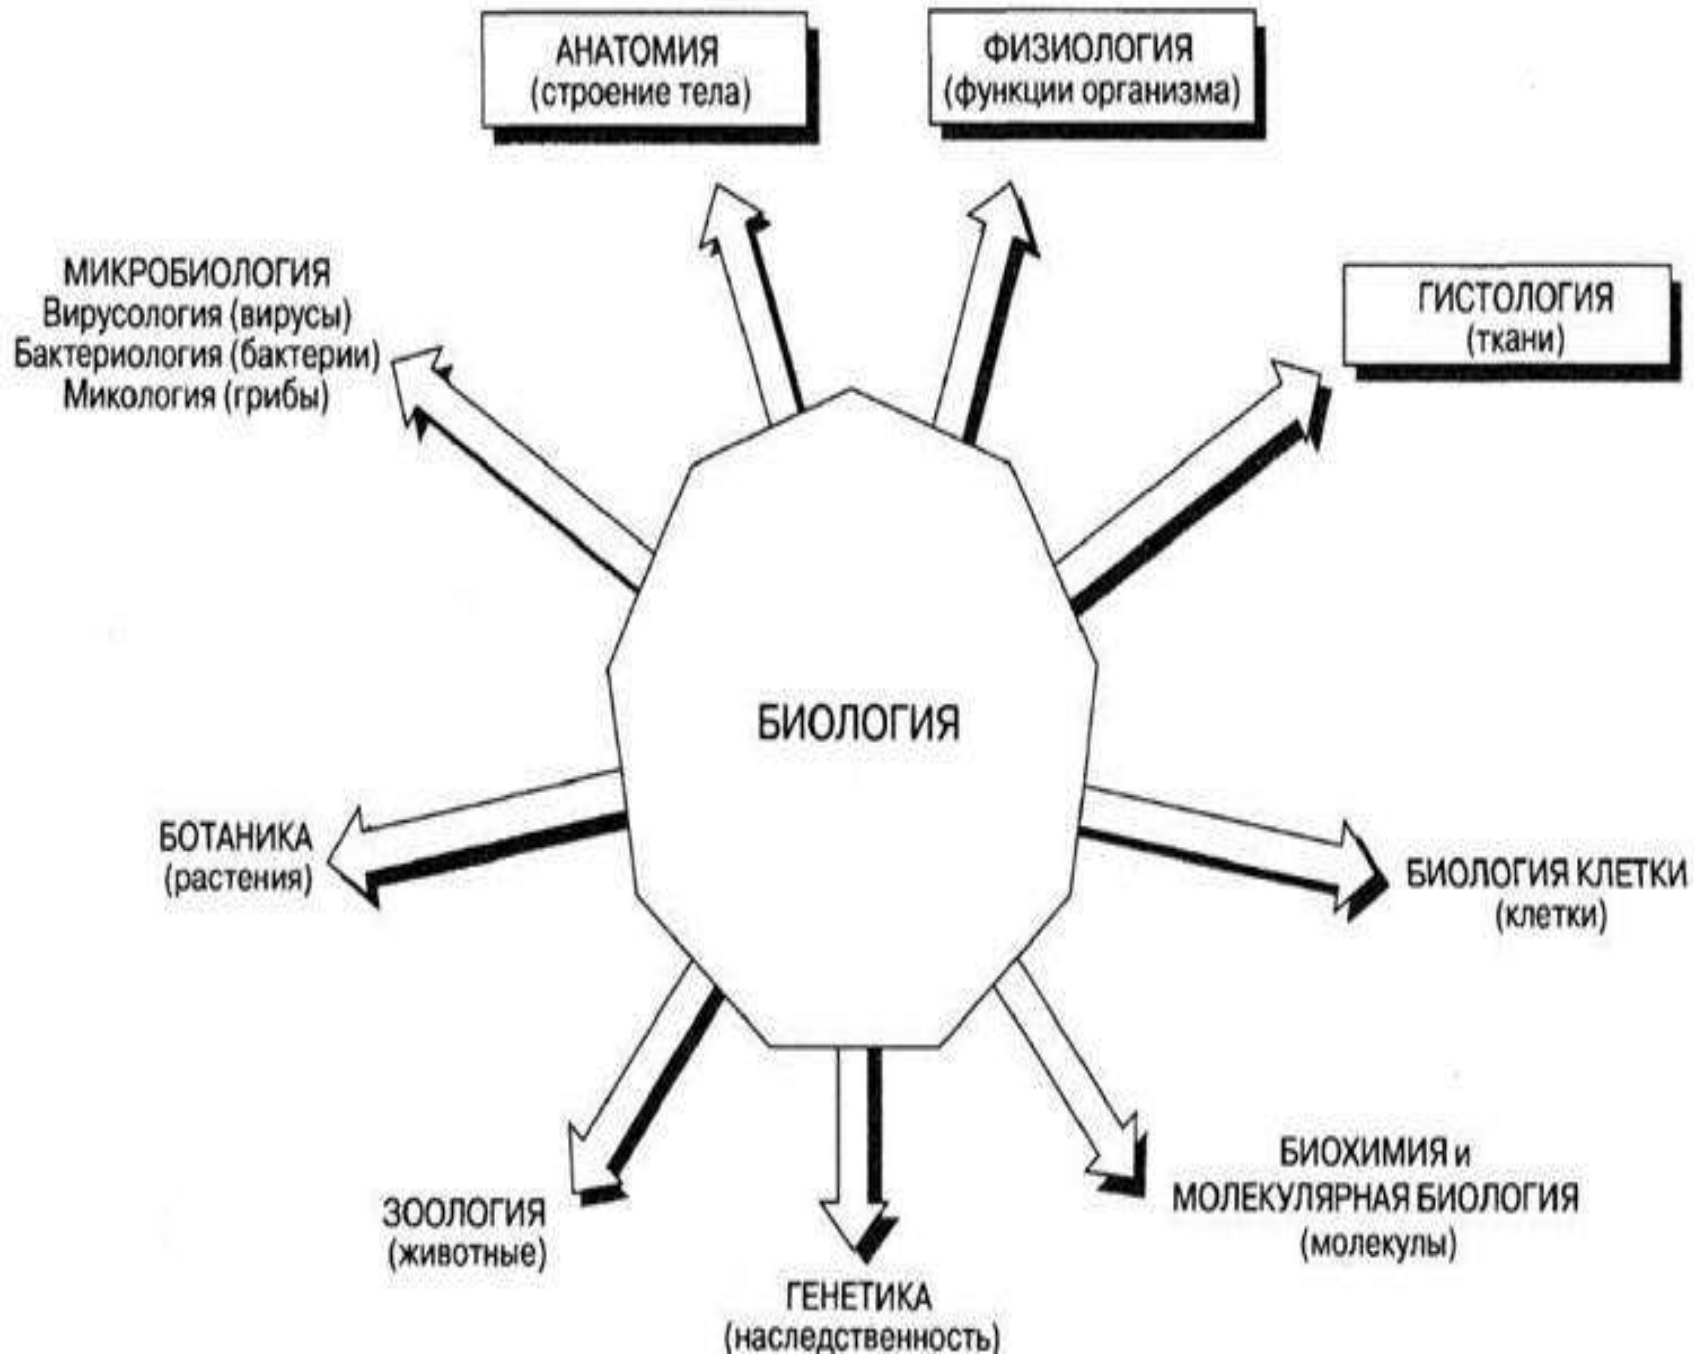 АНАТОМИЯ
(строение тела)
ФИЗИОЛОГИЯ
(функции организма)
МИКРОБИОЛОГИЯ
Вирусология (вирусы)
Бактериология (бактерии)
Микология (грибы)
ГИСТОЛОГИЯ
(ткани)
БИОЛОГИЯ
БОТАНИКА
(растения)
БИОЛОГИЯ КЛЕТКИ
(клетки)
ЗООЛОГИЯ
(животные)
БИОХИМИЯ и
МОЛЕКУЛЯРНАЯ БИОЛОГИЯ
(молекулы)
ГЕНЕТИКА
(наследственность)